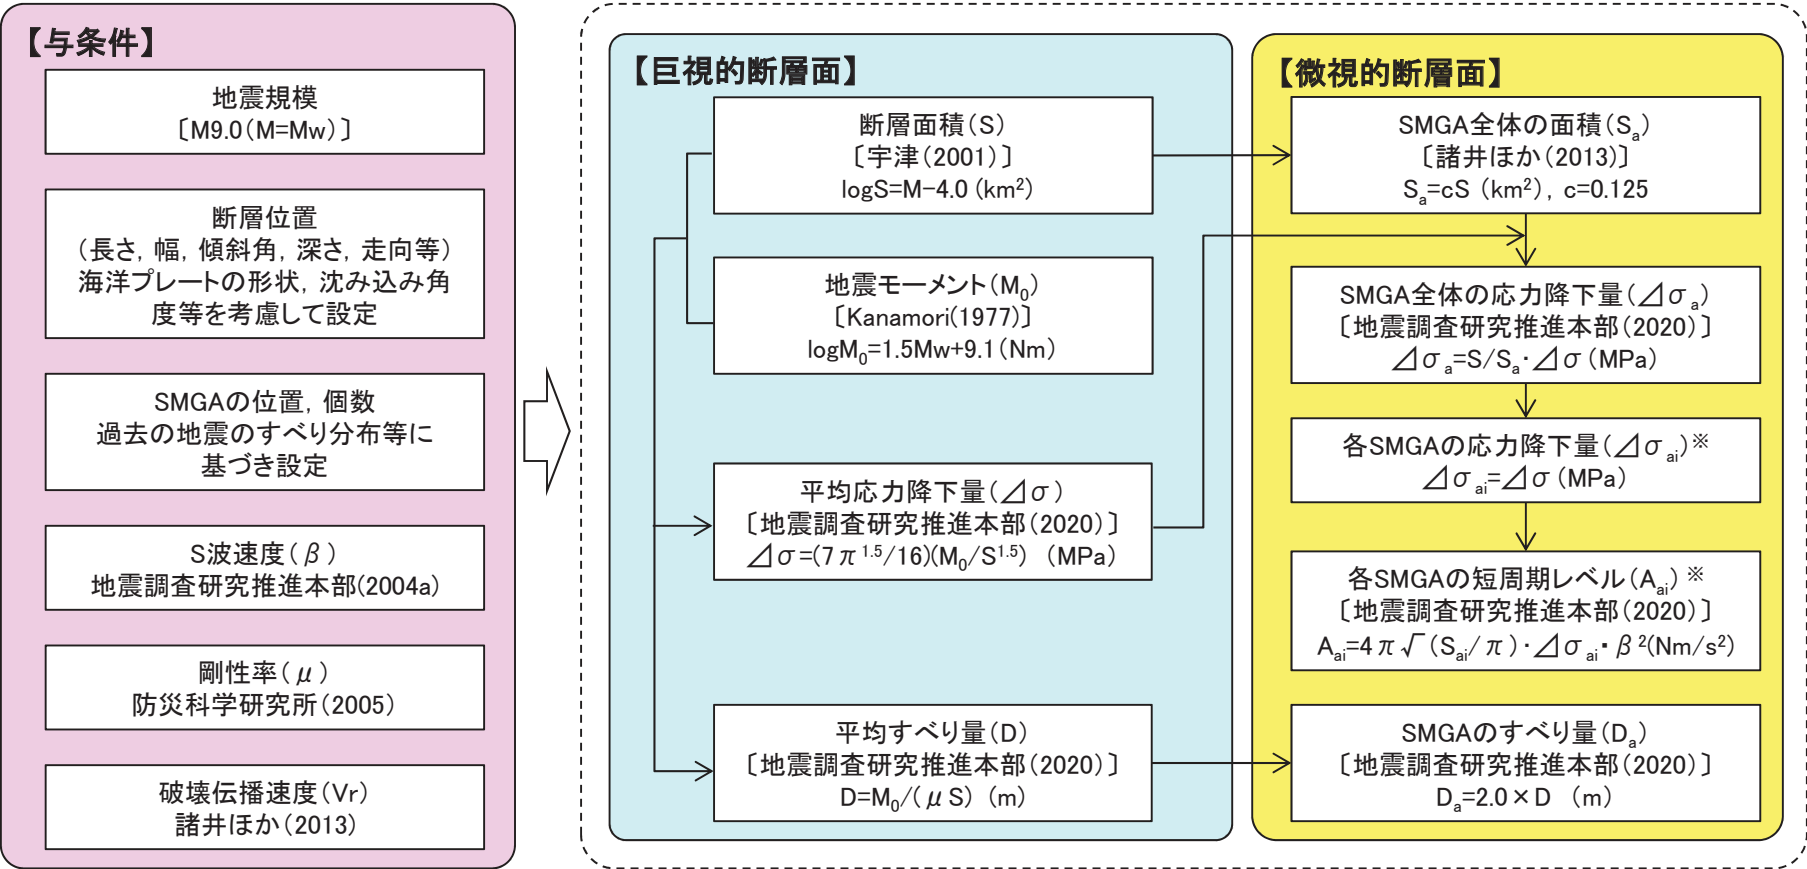 【与条件】
地震規模
〔M9.0(M=Mw)〕
断層位置
(長さ, 幅, 傾斜角, 深さ, 走向等)
海洋プレートの形状, 沈み込み角
度等を考慮して設定
SMGAの位置, 個数
過去の地震のすべり分布等に
基づき設定
S波速度(β)
地震調査研究推進本部(2004a)
剛性率(μ)
防災科学研究所(2005)
破壊伝播速度(Vr)
諸井ほか(2013)
【巨視的断層面】
断層面積(S)
〔宇津(2001)〕
logS=M−4.0 (km²)
地震モーメント(M₀)
〔Kanamori(1977)〕
logM₀=1.5Mw+9.1(Nm)
平均応力降下量(⊿σ)
〔地震調査研究推進本部(2020)〕
⊿σ=(7π^1.5/16)(M₀/S^1.5) (MPa)
平均すべり量(D)
〔地震調査研究推進本部(2020)〕
D=M₀/(μS) (m)
【微視的断層面】
SMGA全体の面積(Sₐ)
〔諸井ほか(2013)〕
Sₐ=cS (km²), c=0.125
SMGA全体の応力降下量(⊿σₐ)
〔地震調査研究推進本部(2020)〕
⊿σₐ=S/Sₐ・⊿σ(MPa)
各SMGAの応力降下量(⊿σₐᵢ)※
⊿σₐᵢ=⊿σ(MPa)
各SMGAの短周期レベル(Aₐᵢ)※
〔地震調査研究推進本部(2020)〕
Aₐᵢ=4π√(Sₐᵢ/π)・⊿σₐᵢ・β²(Nm/s²)
SMGAのすべり量(Dₐ)
〔地震調査研究推進本部(2020)〕
Dₐ=2.0×D (m)